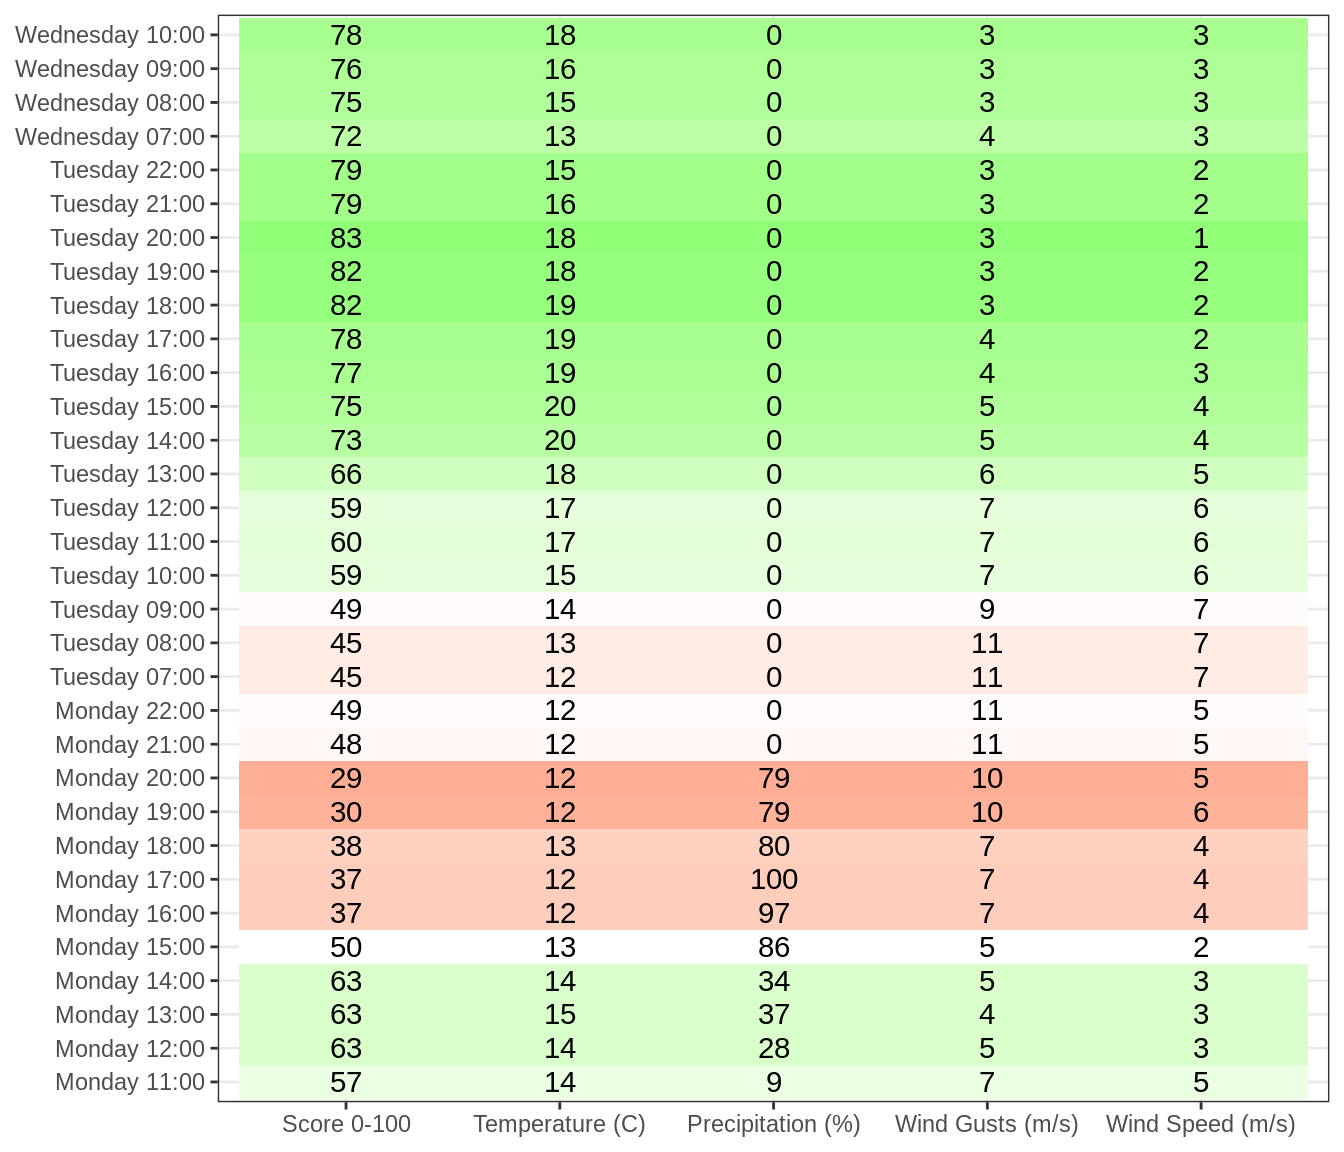 Wednesday 10:00 78 18 0 3 3
Wednesday 09:00 76 16 0 3 3
Wednesday 08:00 75 15 0 3 3
Wednesday 07:00 72 13 0 4 3
Tuesday 22:00 79 15 0 3 2
Tuesday 21:00 79 16 0 3 2
Tuesday 20:00 83 18 0 3 1
Tuesday 19:00 82 18 0 3 2
Tuesday 18:00 82 19 0 3 2
Tuesday 17:00 78 19 0 4 2
Tuesday 16:00 77 19 0 4 3
Tuesday 15:00 75 20 0 5 4
Tuesday 14:00 73 20 0 5 4
Tuesday 13:00 66 18 0 6 5
Tuesday 12:00 59 17 0 7 6
Tuesday 11:00 60 17 0 7 6
Tuesday 10:00 59 15 0 7 6
Tuesday 09:00 49 14 0 9 7
Tuesday 08:00 45 13 0 11 7
Tuesday 07:00 45 12 0 11 7
Monday 22:00 49 12 0 11 5
Monday 21:00 48 12 0 11 5
Monday 20:00 29 12 79 10 5
Monday 19:00 30 12 79 10 6
Monday 18:00 38 13 80 7 4
Monday 17:00 37 12 100 7 4
Monday 16:00 37 12 97 7 4
Monday 15:00 50 13 86 5 2
Monday 14:00 63 14 34 5 3
Monday 13:00 63 15 37 4 3
Monday 12:00 63 14 28 5 3
Monday 11:00 57 14 9 7 5
Score 0-100 Temperature (C) Precipitation (%) Wind Gusts (m/s) Wind Speed (m/s)